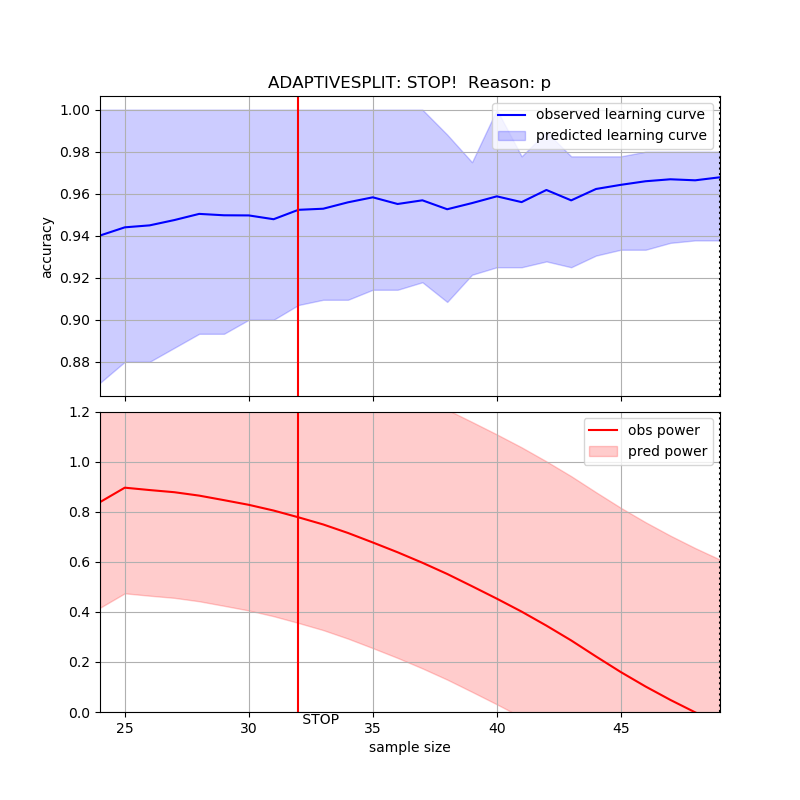 ADAPTIVESPLIT: STOP!  Reason: p
1.00
0.98
0.96
0.94
0.92
0.90
0.88
accuracy
observed learning curve
predicted learning curve
1.2
1.0
0.8
0.6
0.4
0.2
0.0
obs power
pred power
STOP
25
30
35
40
45
sample size